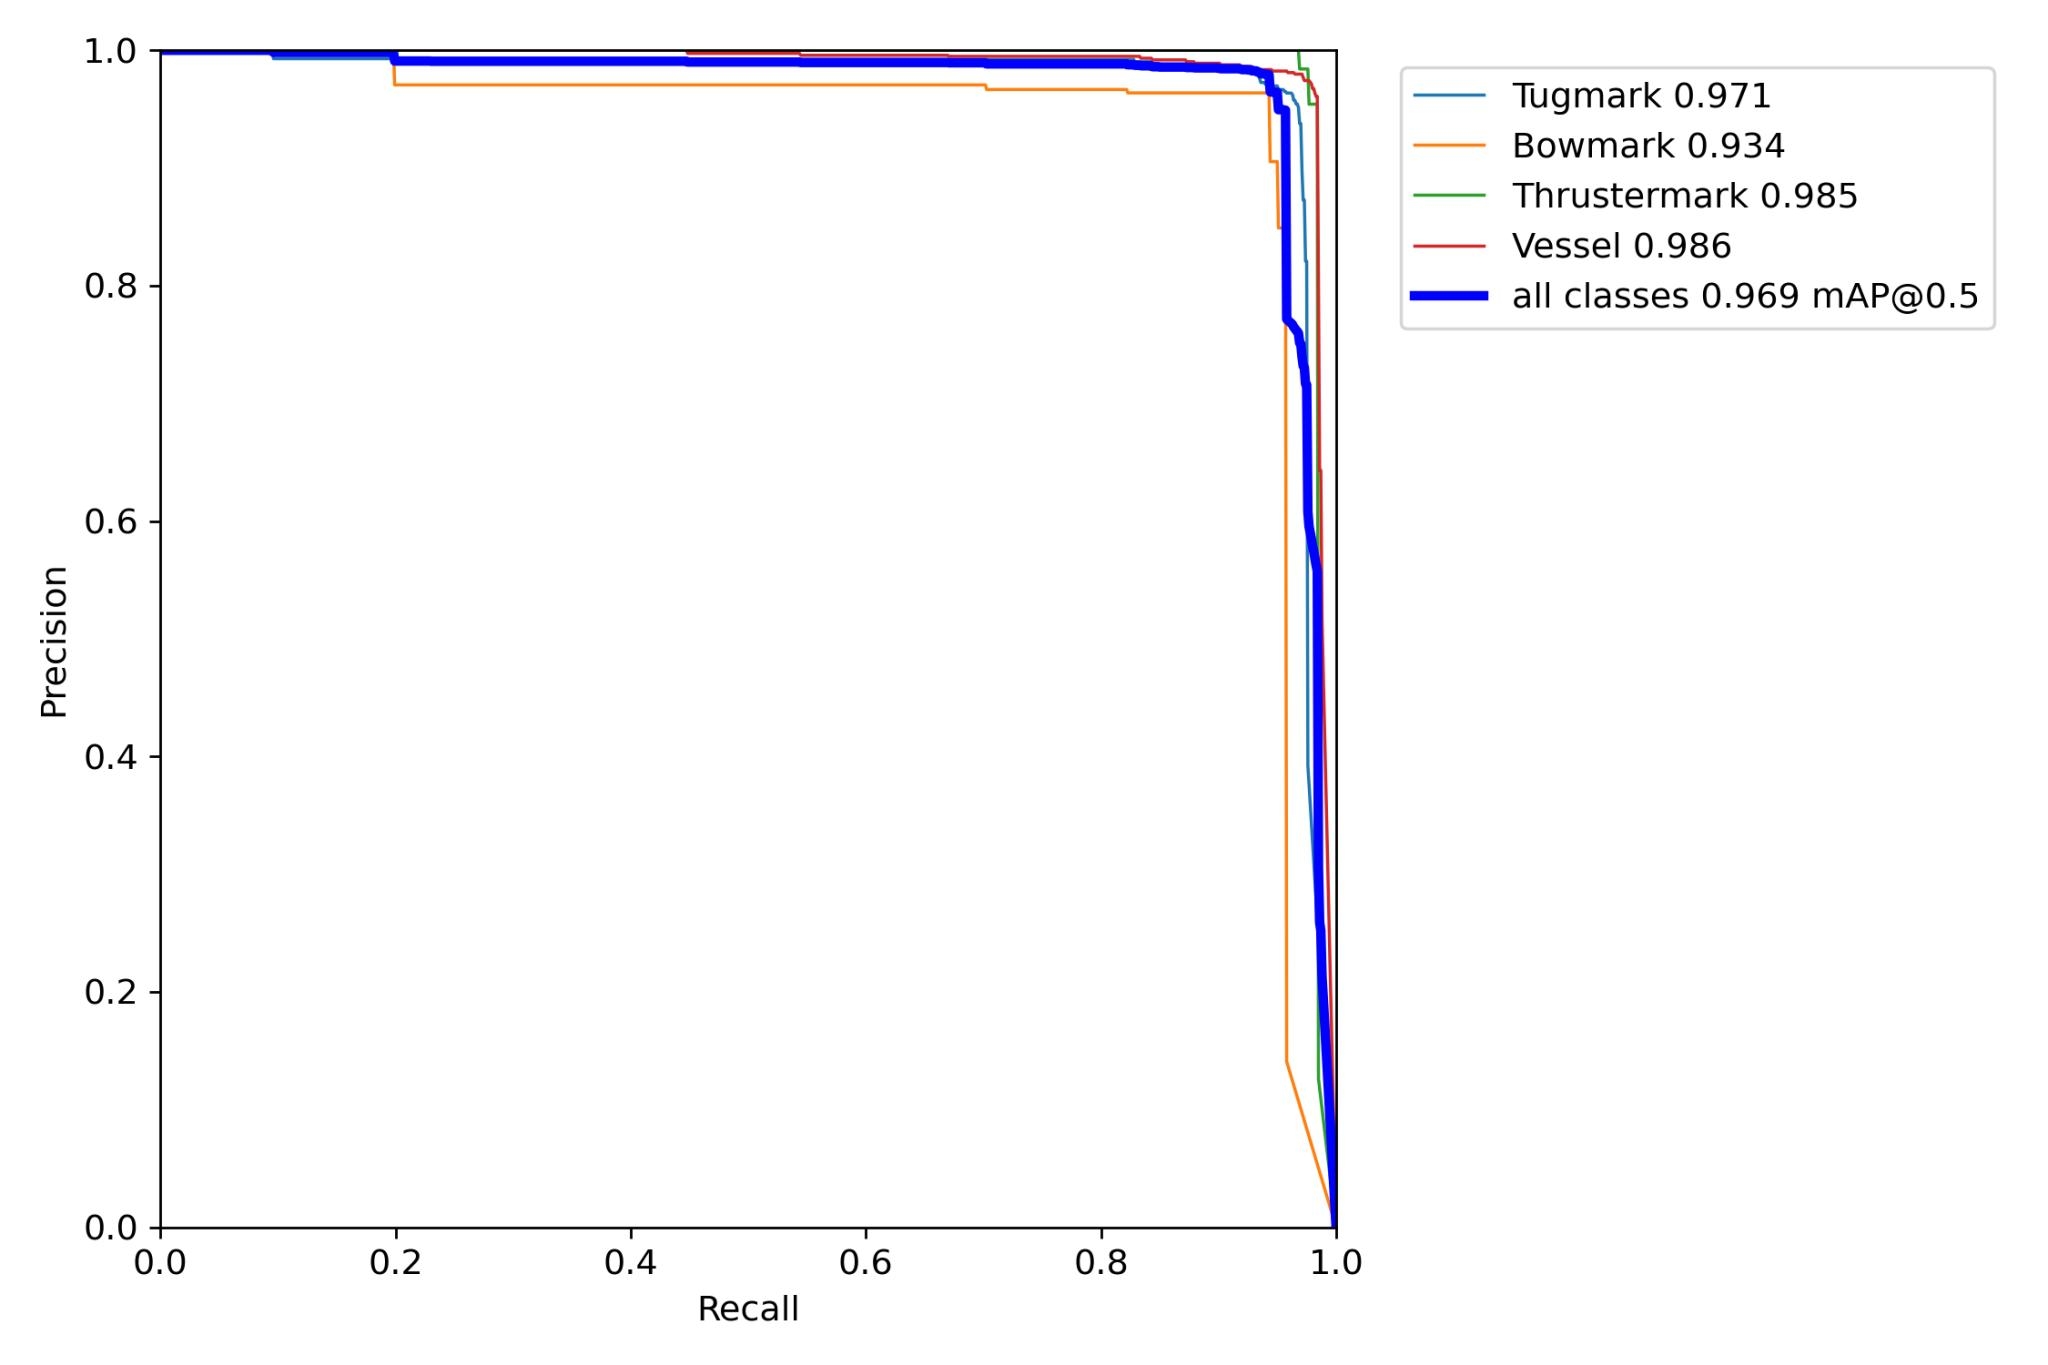 1.0
0.8
0.6
0.4
0.2
0.0
Precision
0.0 0.2 0.4 0.6 0.8 1.0
Recall
Tugmark 0.971
Bowmark 0.934
Thrustermark 0.985
Vessel 0.986
all classes 0.969 mAP@0.5